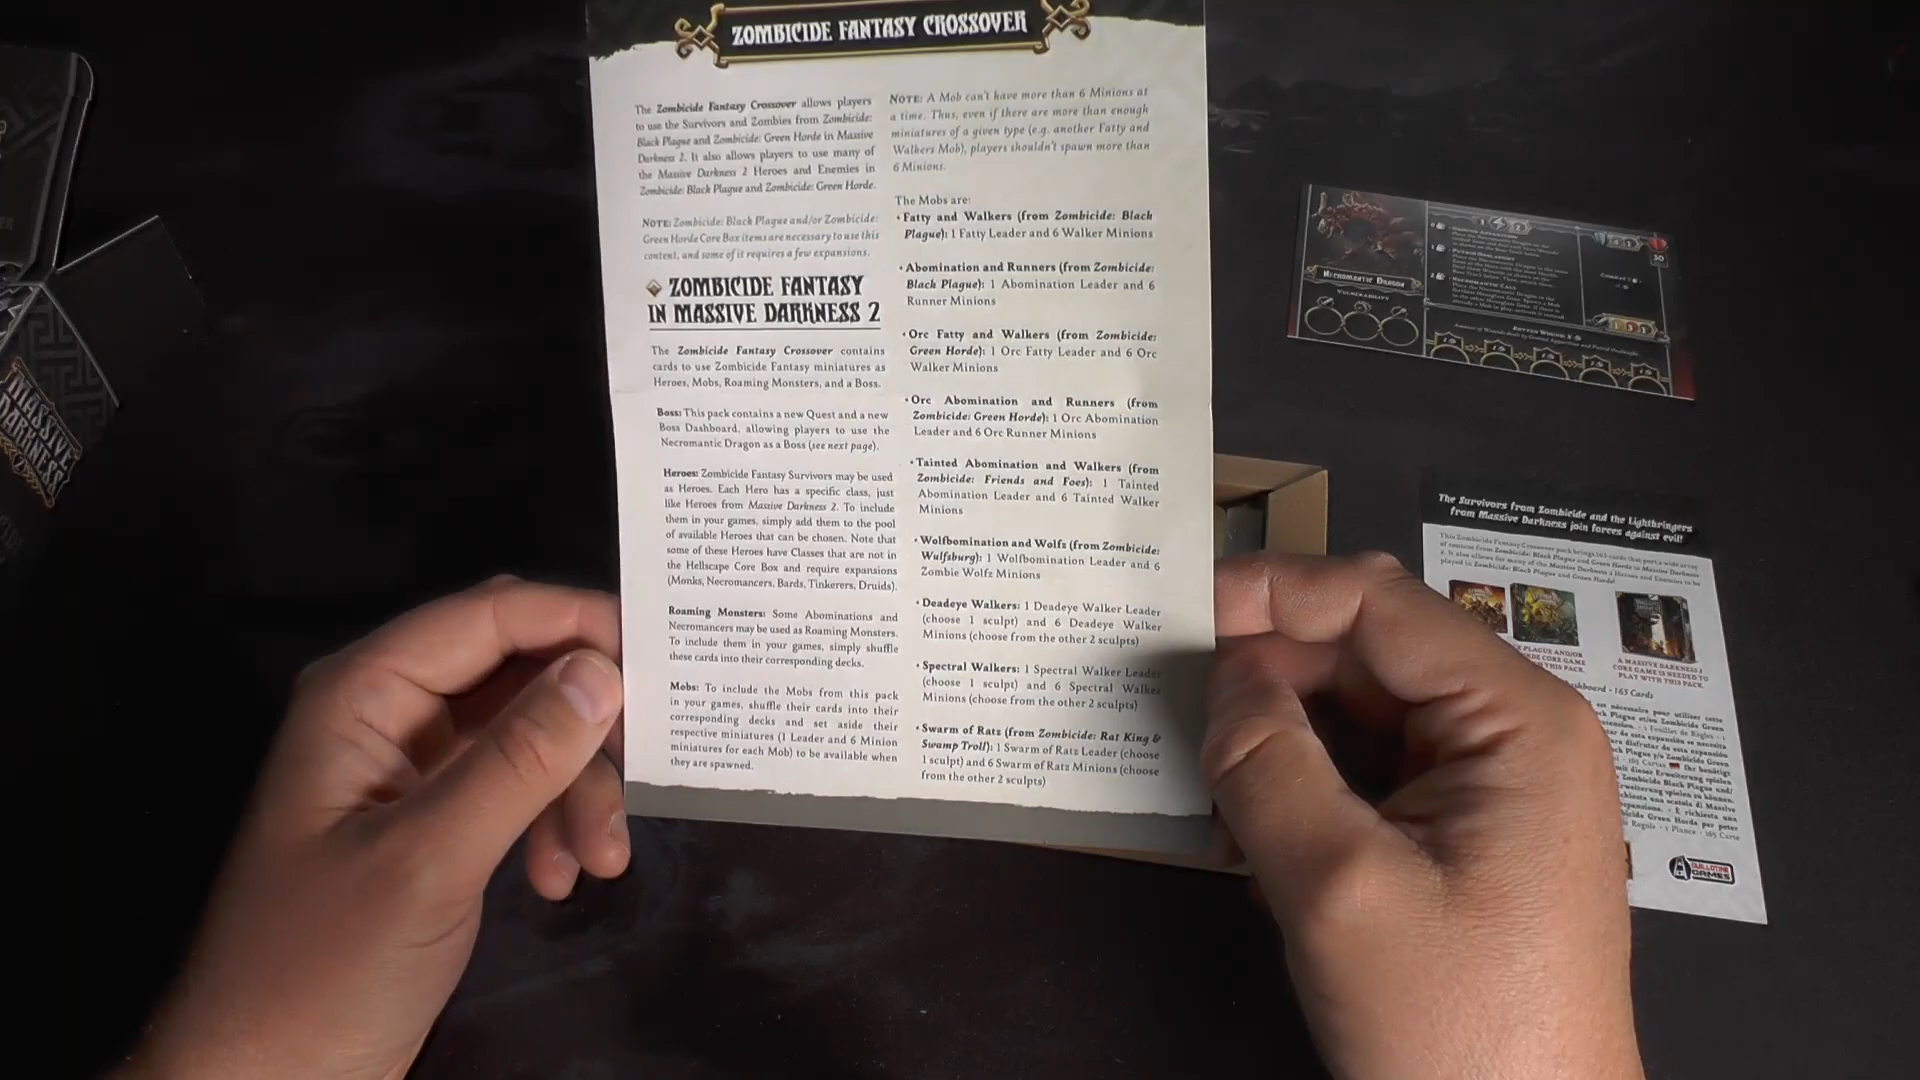 ZOMBICIDE FANTASY CROSSOVER
The Zombicide Fantasy Crossover allows players
to use the Survivors and Zombies from Zombicide:
Black Plague and Zombicide: Green Horde in Massive
Darkness 2. It also allows players to use many of
the Massive Darkness 2 Heroes and Enemies in
Zombicide: Black Plague and Zombicide: Green Horde.
NOTE: Zombicide: Black Plague and/or Zombicide:
Green Horde Core Box items are necessary to use this
content, and some of it requires a few expansions.
ZOMBICIDE FANTASY
IN MASSIVE DARKNESS 2
The Zombicide Fantasy Crossover contains
cards to use Zombicide Fantasy miniatures as
Heroes, Mobs, Roaming Monsters, and a Boss.
Boss: This pack contains a new Quest and a new
Boss Dashboard, allowing players to use the
Necromantic Dragon as a Boss (see next page).
Heroes: Zombicide Fantasy Survivors may be used
as Heroes. Each Hero has a specific class, just
like Heroes from Massive Darkness 2. To include
them in your games, simply add them to the pool
of available Heroes that can be chosen. Note that
some of these Heroes have Classes that are not in
the Hellscape Core Box and require expansions
(Monks, Necromancers, Bards, Tinkerers, Druids).
Roaming Monsters: Some Abominations and
Necromancers may be used as Roaming Monsters.
To include them in your games, simply shuffle
these cards into their corresponding decks.
Mobs: To include the Mobs from this pack
in your games, shuffle their cards into their
corresponding decks and set aside their
respective miniatures (1 Leader and 6 Minion
miniatures for each Mob) to be available when
they are spawned.
NOTE: A Mob can't have more than 6 Minions at
a time. Thus, even if there are more than enough
miniatures of a given type (e.g. another Fatty and
Walkers Mob), players shouldn't spawn more than
6 Minions.
The Mobs are:
• Fatty and Walkers (from Zombicide: Black
Plague): 1 Fatty Leader and 6 Walker Minions
• Abomination and Runners (from Zombicide:
Black Plague): 1 Abomination Leader and 6
Runner Minions
• Orc Fatty and Walkers (from Zombicide:
Green Horde): 1 Orc Fatty Leader and 6 Orc
Walker Minions
• Orc Abomination and Runners (from
Zombicide: Green Horde): 1 Orc Abomination
Leader and 6 Orc Runner Minions
• Tainted Abomination and Walkers (from
Zombicide: Friends and Foes): 1 Tainted
Abomination Leader and 6 Tainted Walker
Minions
• Wolfbomination and Wolfz (from Zombicide:
Wulfsburg): 1 Wolfbomination Leader and 6
Zombie Wolfz Minions
• Deadeye Walkers: 1 Deadeye Walker Leader
(choose 1 sculpt) and 6 Deadeye Walker
Minions (choose from the other 2 sculpts)
• Spectral Walkers: 1 Spectral Walker Leader
(choose 1 sculpt) and 6 Spectral Walker
Minions (choose from the other 2 sculpts)
• Swarm of Ratz (from Zombicide: Rat King &
Swamp Troll): 1 Swarm of Ratz Leader (choose
1 sculpt) and 6 Swarm of Ratz Minions (choose
from the other 2 sculpts)
MASSIVE
DARKNESS
2
NECROMANTIC DRAGON
VULNERABILITY
30
The Survivors from Zombicide and the Lightbringers
from Massive Darkness join forces against evil!
A MASSIVE DARKNESS 2
CORE GAME IS NEEDED TO
PLAY WITH THIS PACK.
165 Cards
GUILLOTINE
GAMES